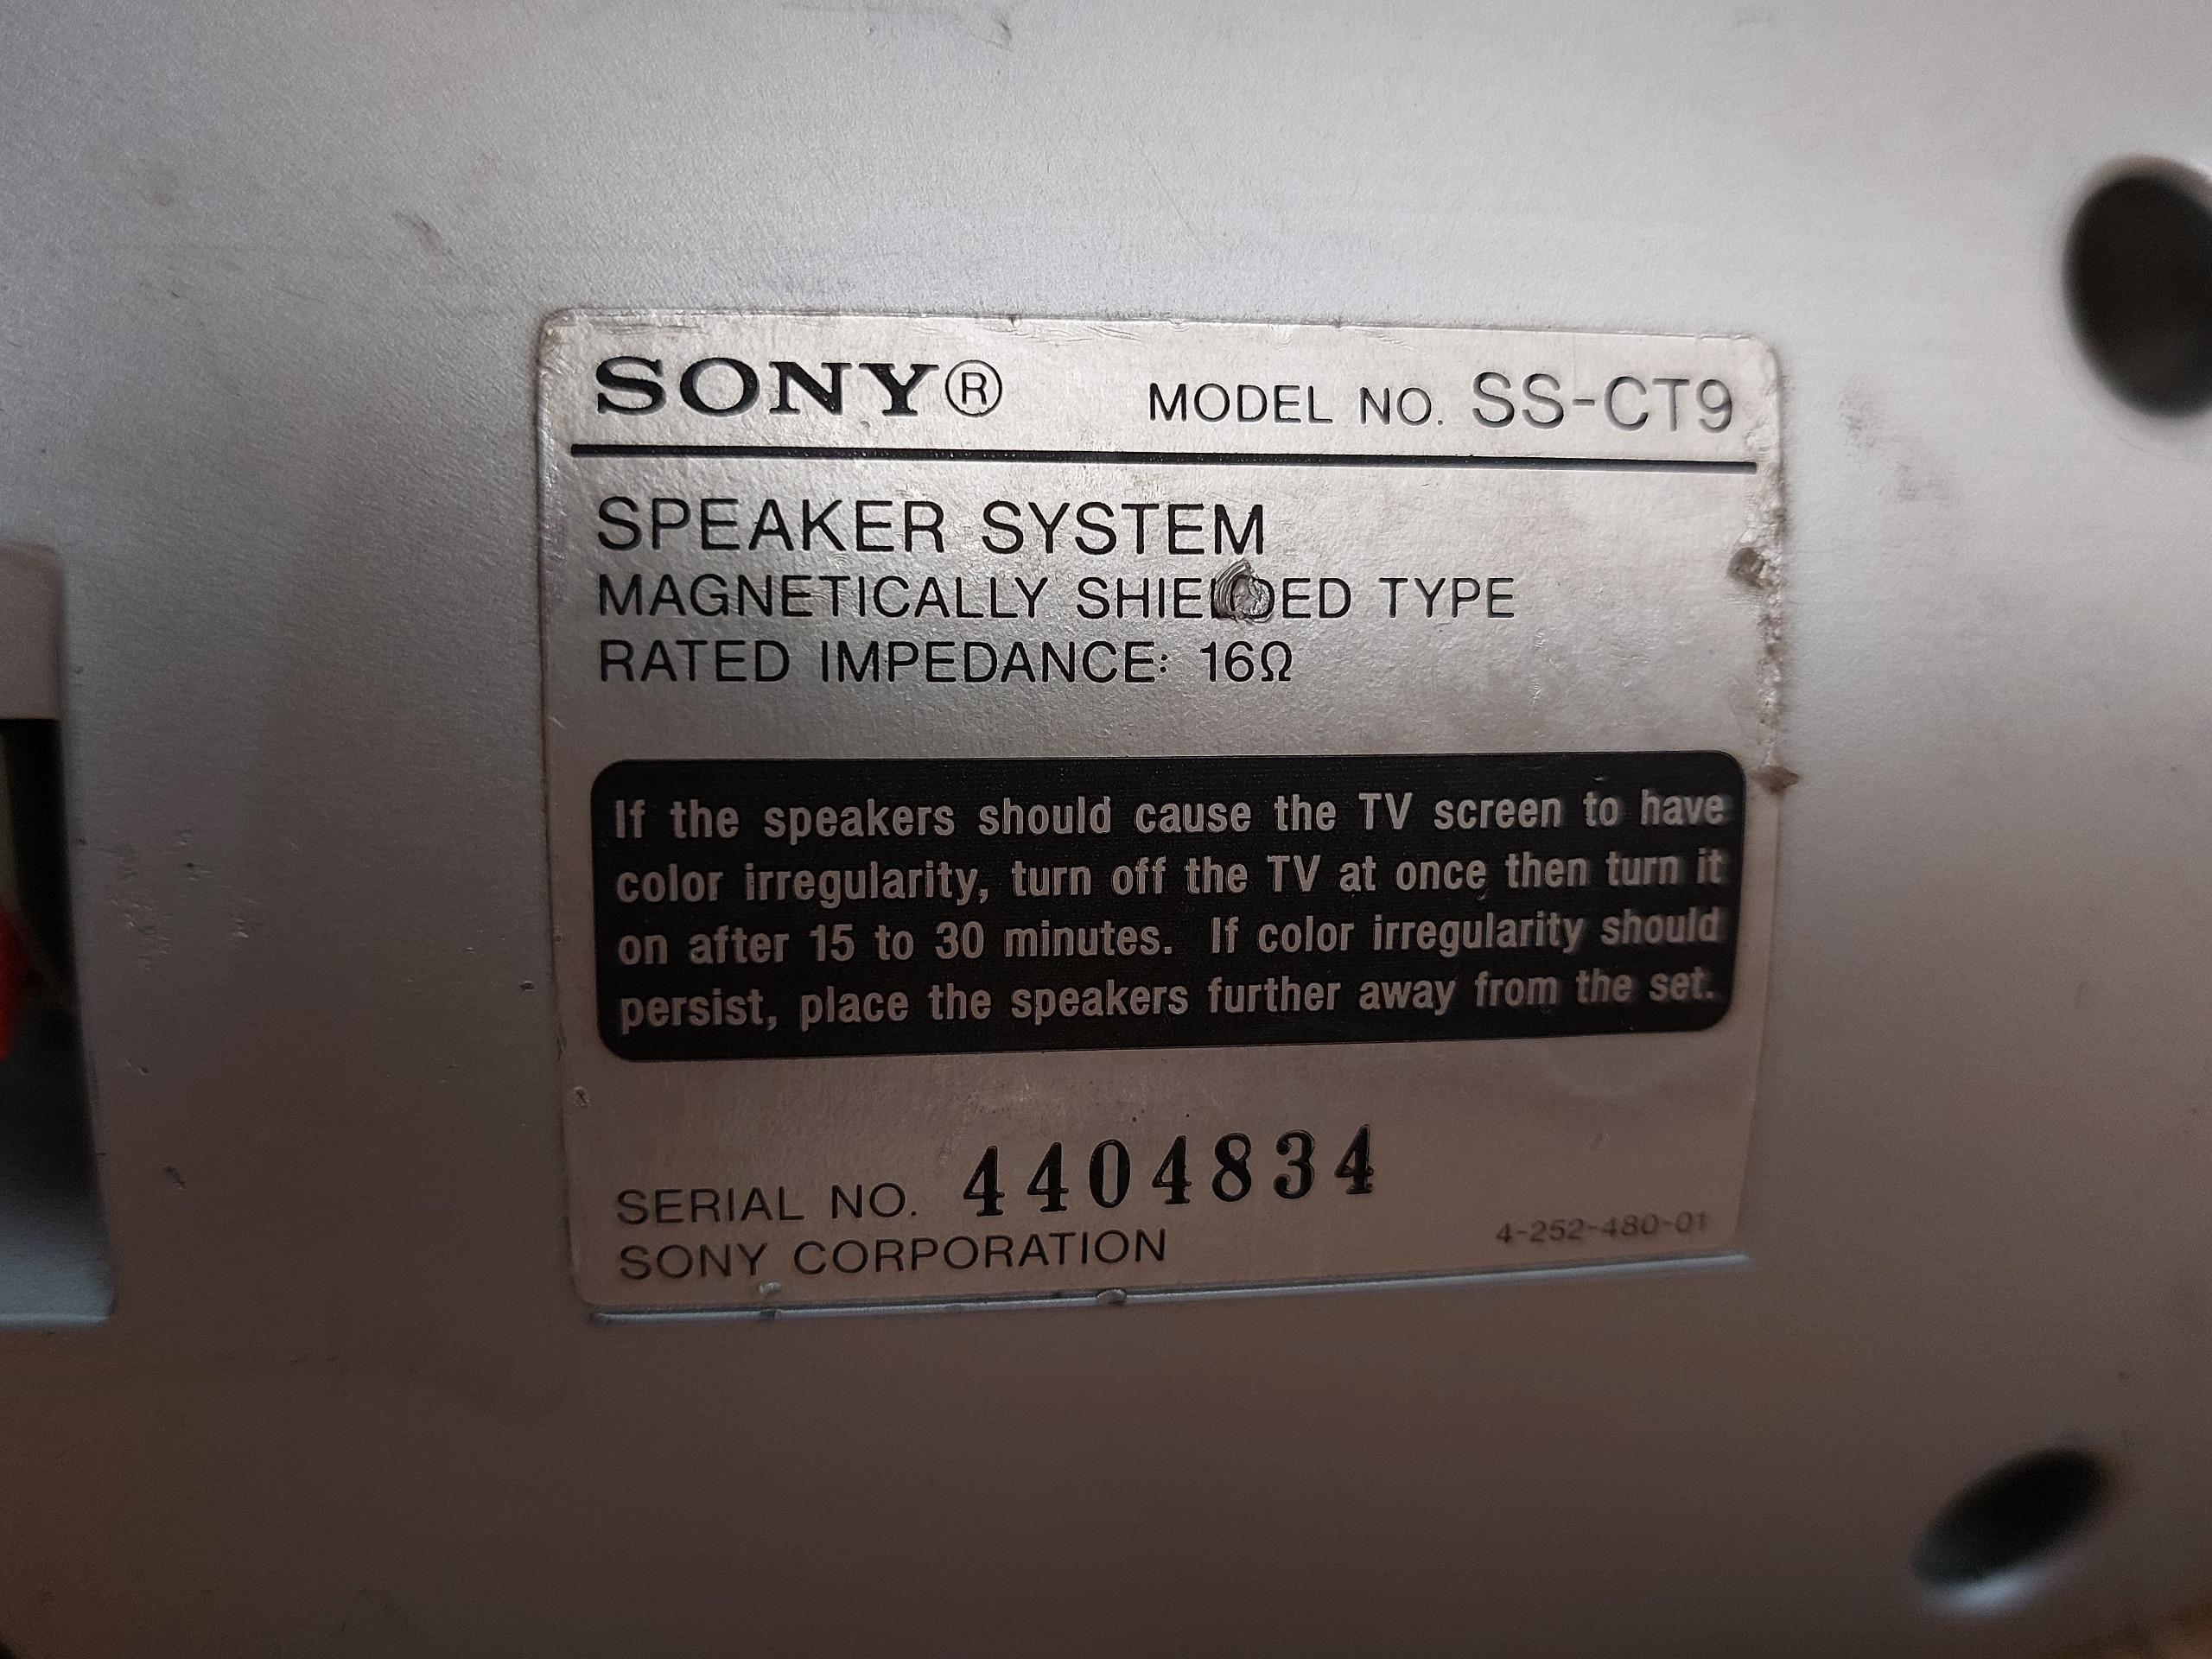 SONY® MODEL NO. SS-CT9
SPEAKER SYSTEM
MAGNETICALLY SHIELDED TYPE
RATED IMPEDANCE: 16Ω
If the speakers should cause the TV screen to have
color irregularity, turn off the TV at once then turn it
on after 15 to 30 minutes. If color irregularity should
persist, place the speakers further away from the set.
SERIAL NO. 4404834
SONY CORPORATION 4-252-480-01